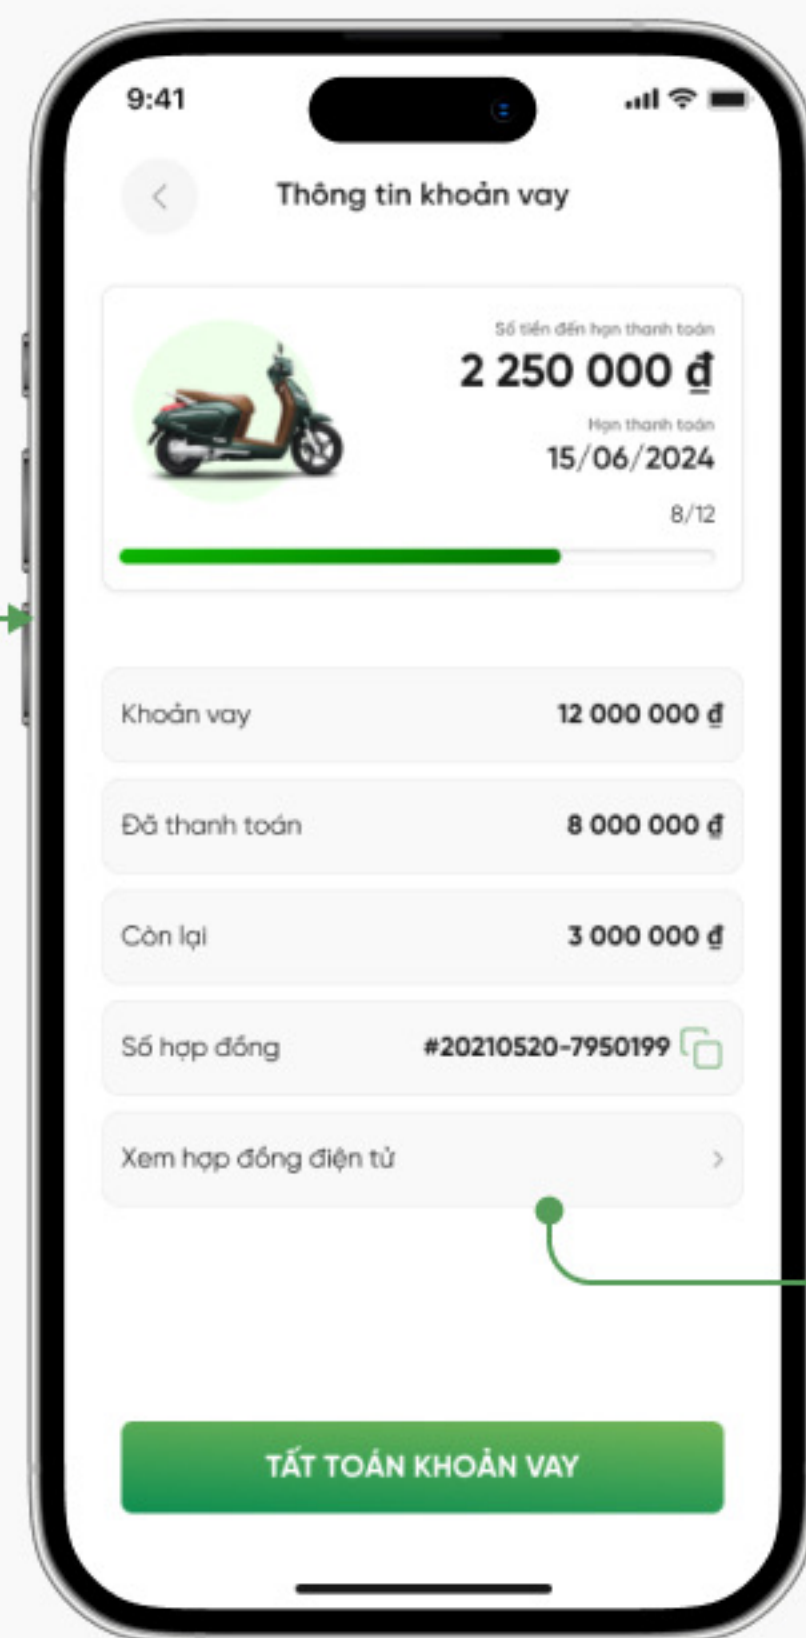 9:41
Thông tin khoản vay
Số tiền đến hạn thanh toán
2 250 000 ₫
Hạn thanh toán
15/06/2024
8/12
Khoản vay 12 000 000 ₫
Đã thanh toán 8 000 000 ₫
Còn lại 3 000 000 ₫
Số hợp đồng #20210520-7950199
Xem hợp đồng điện tử
TẤT TOÁN KHOẢN VAY